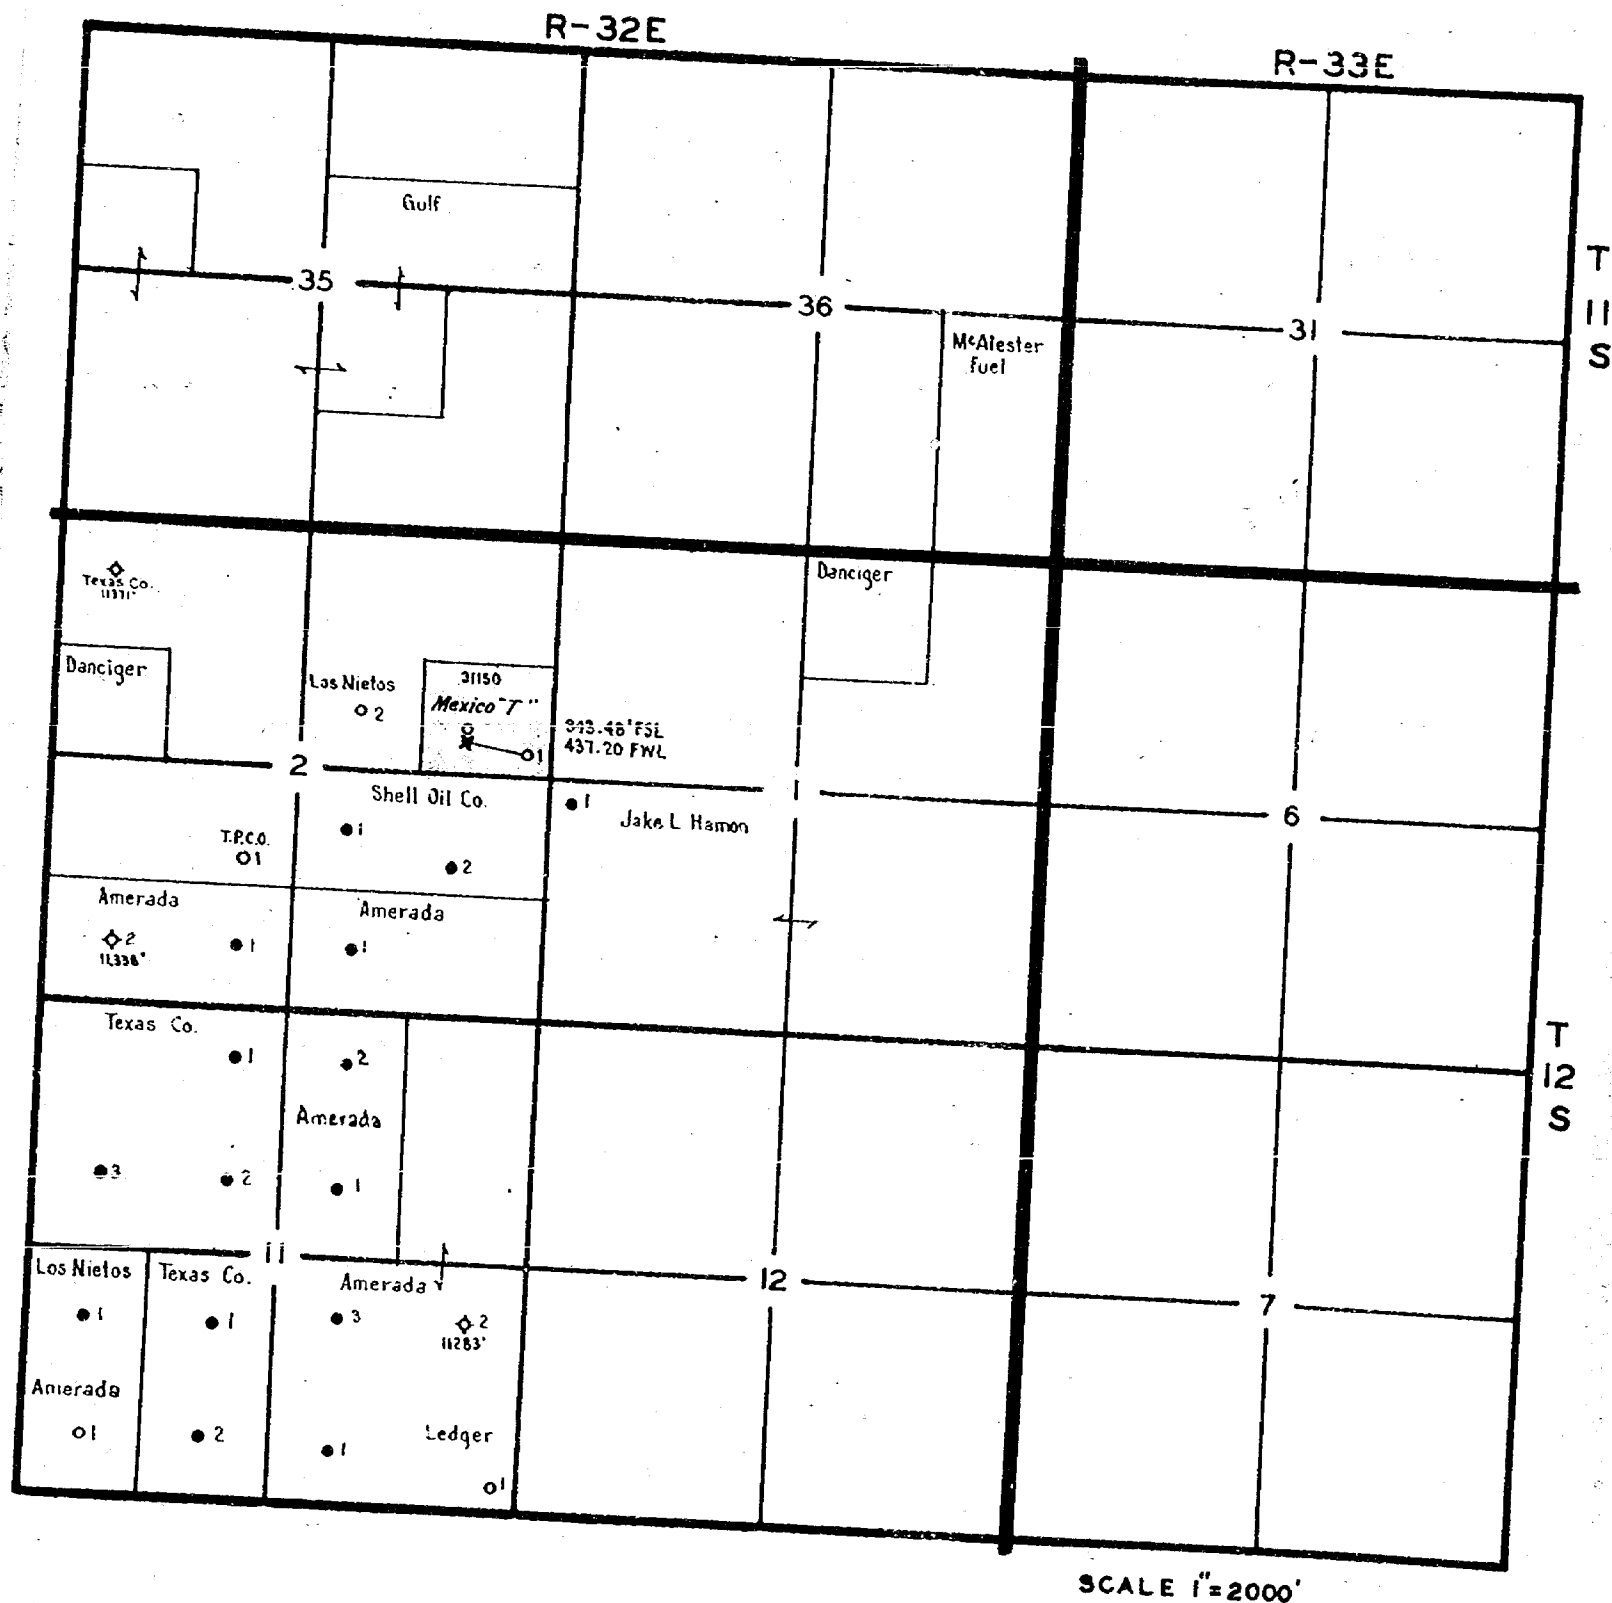 R-32E
R-33E
Gulf
35
36
31
T
11
S
McAlester
Fuel
Texas Co.
11371'
Danciger
Danciger
Los Nietos
2
31150
Mexico "T"
1
437.20 FWL
2
Shell Oil Co.
1
2
1
Jake L Hamon
6
T.P.C.O.
1
Amerada
2
11,338'
1
Amerada
1
Texas Co.
1
2
Amerada
3
2
1
T
12
S
11
12
7
Los Nietos
1
Texas Co.
1
Amerada
3
2
11283'
Amerada
1
2
1
Ledger
1
SCALE 1"=2000'